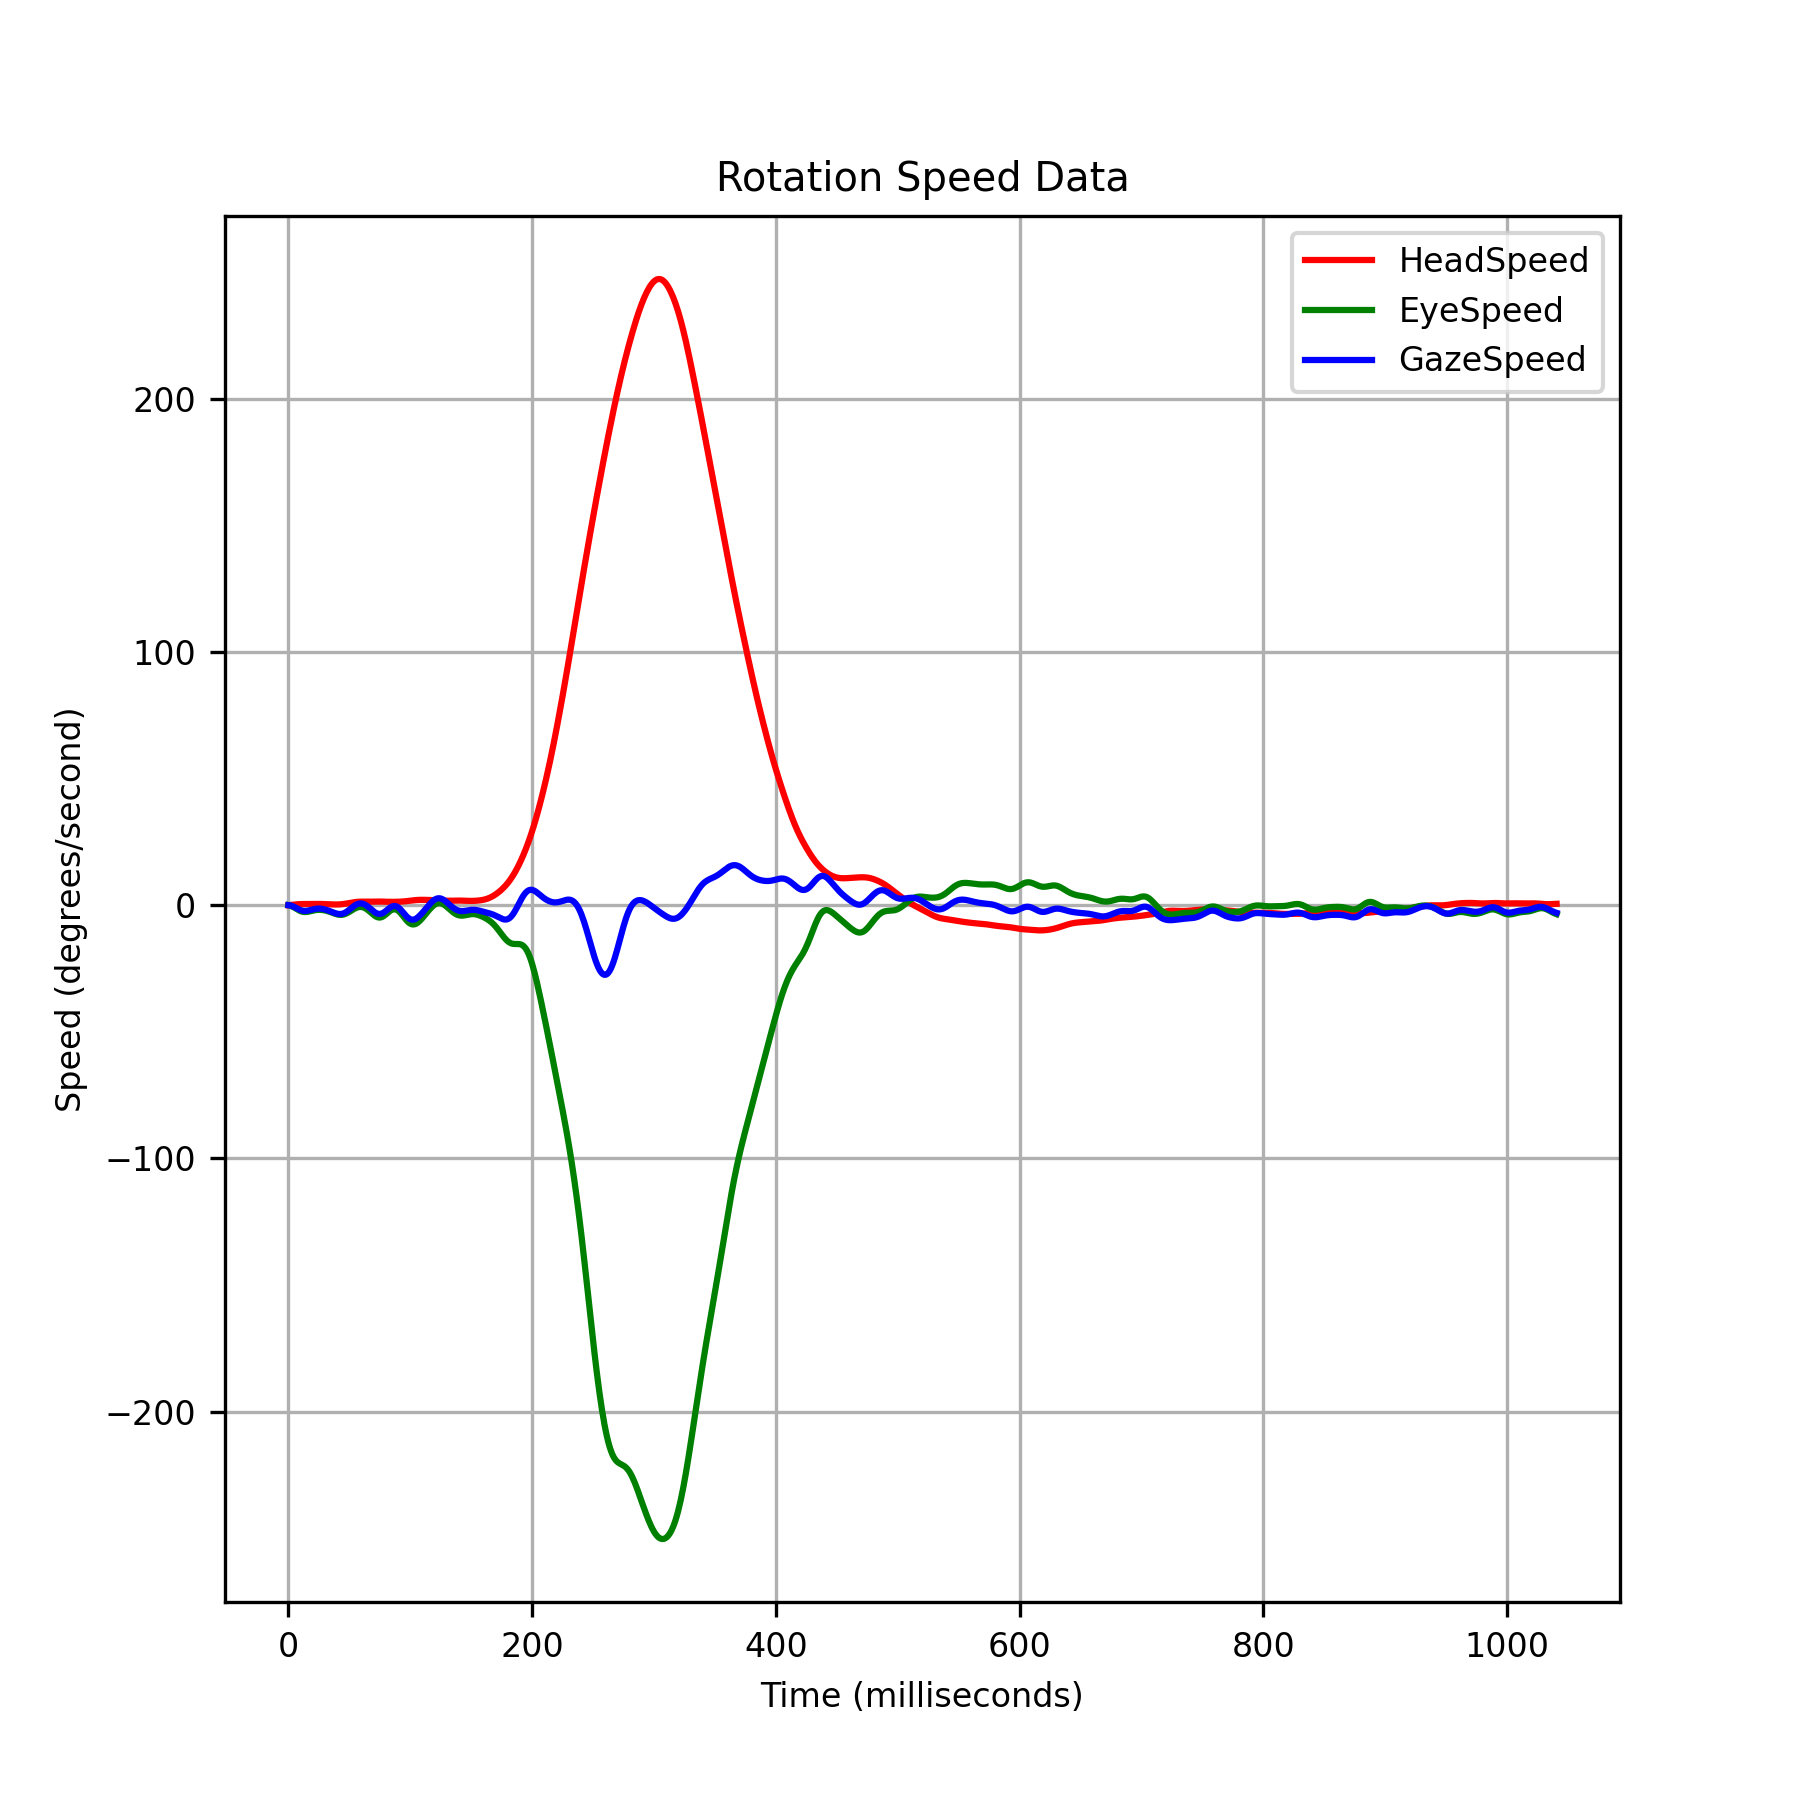 Rotation Speed Data
HeadSpeed
EyeSpeed
GazeSpeed
Speed (degrees/second)
200
100
0
−100
−200
0 200 400 600 800 1000
Time (milliseconds)